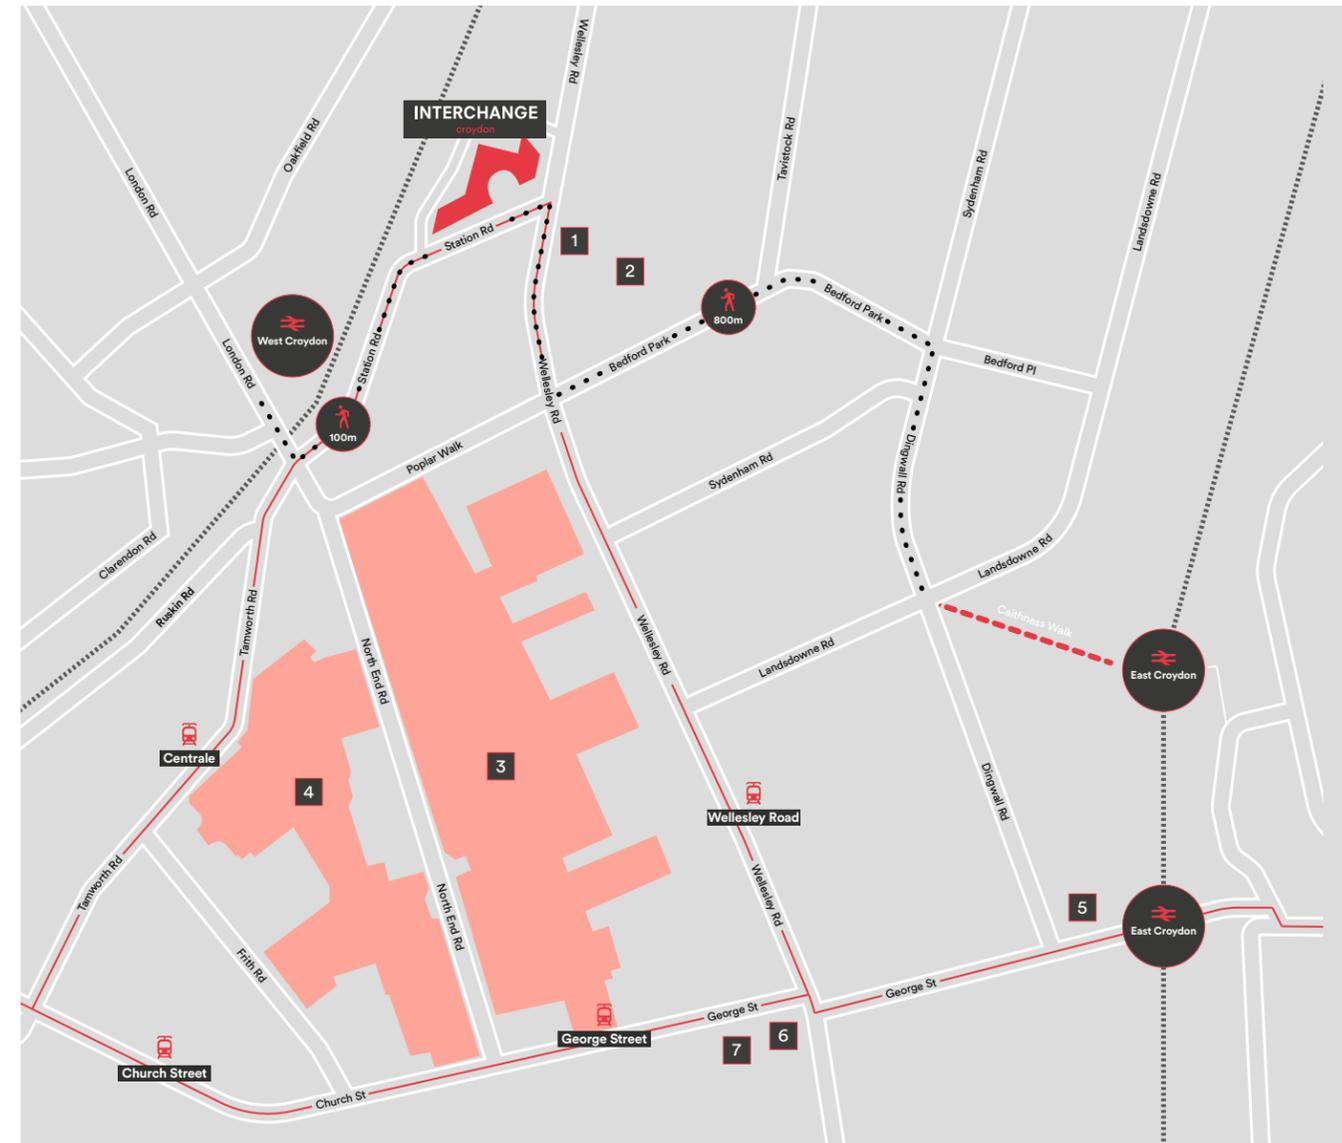 Wellesley Rd
INTERCHANGE
croydon
Oakfield Rd
Tavistock Rd
London Rd
Sydenham Rd
Landsdowne Rd
Station Rd
1
2
West Croydon
800m
Bedford Park
Bedford Park
London Rd
Station Rd
Bedford Pl
Wellesley Rd
100m
Poplar Walk
Sydenham Rd
Dingwall Rd
Clarendon Rd
Landsdowne Rd
Ruskin Rd
Tamworth Rd
Caithness Walk
North End Rd
Wellesley Rd
Landsdowne Rd
East Croydon
Centrale
3
4
Dingwall Rd
Wellesley Road
Tamworth Rd
Wellesley Rd
5
North End Rd
East Croydon
Frith Rd
George St
George St
George Street
6
7
Church Street
Church St